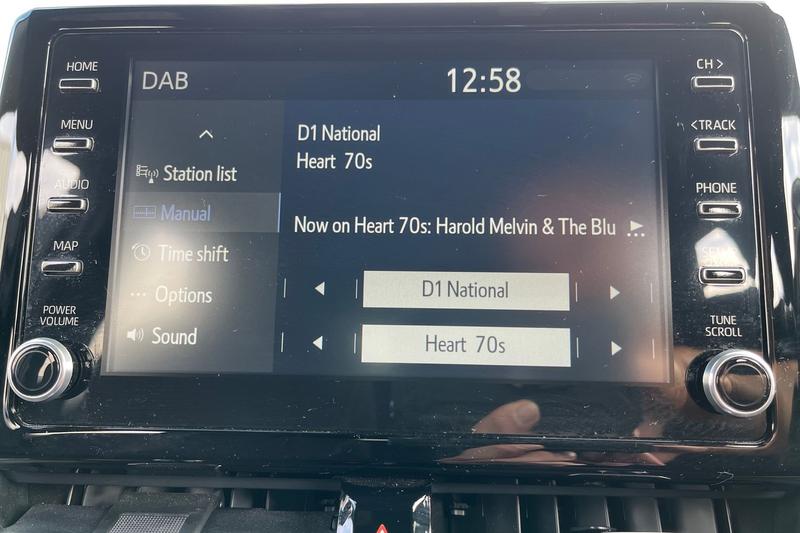 HOME
MENU
AUDIO
MAP
POWER
VOLUME
DAB
12:58
Station list
Manual
Time shift
Options
Sound
D1 National
Heart 70s
Now on Heart 70s: Harold Melvin & The Blu
D1 National
Heart 70s
CH >
< TRACK
PHONE
TUNE
SCROLL